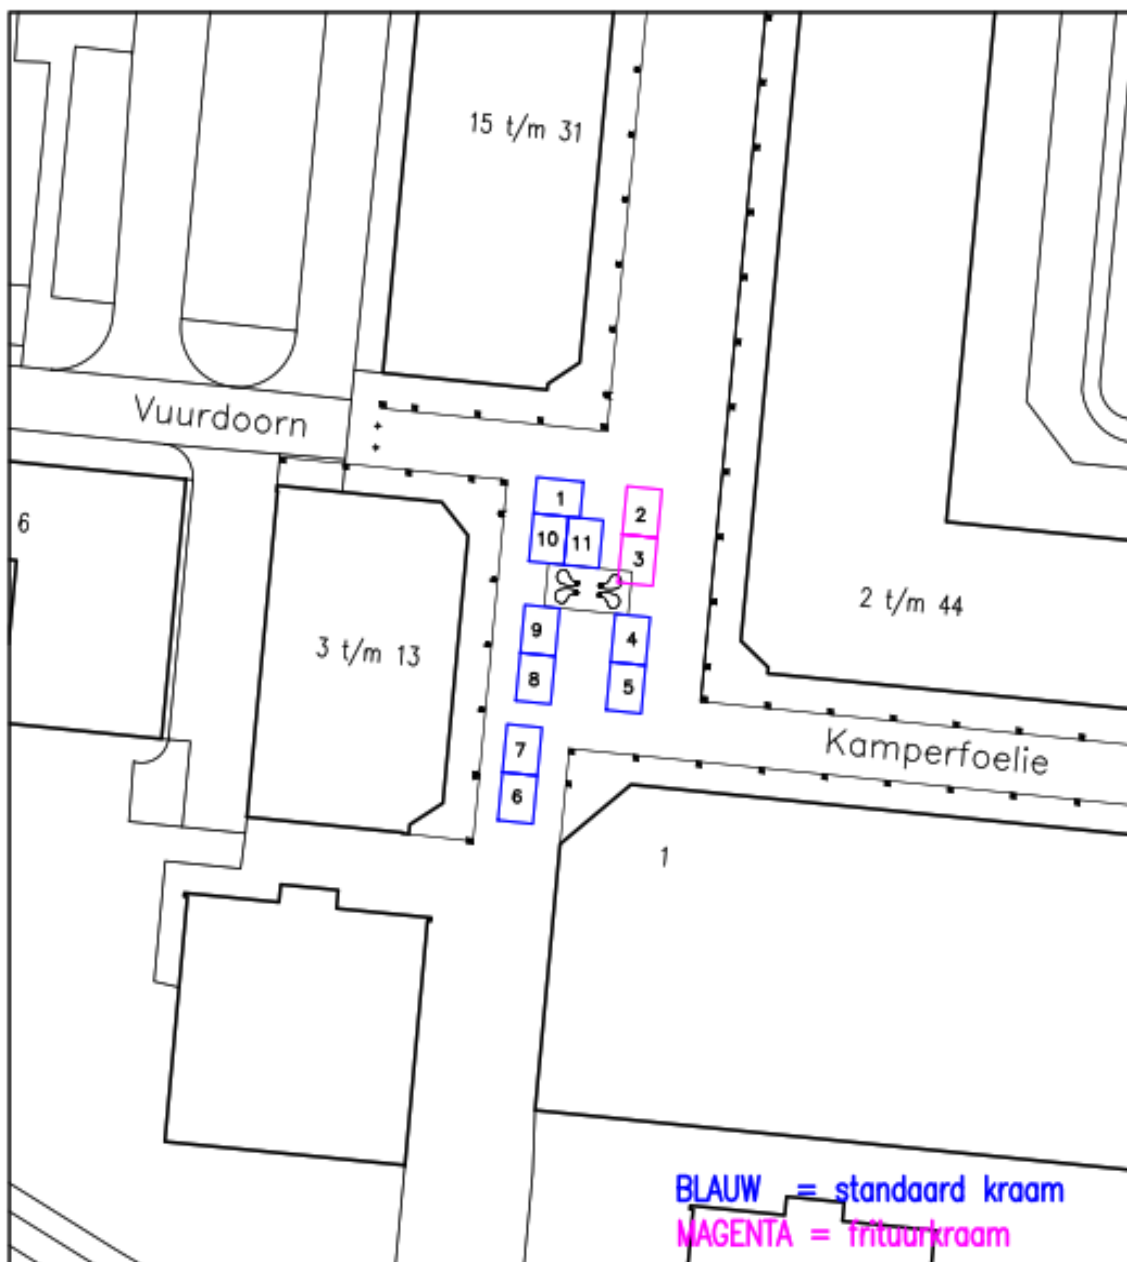 15 t/m 31
Vuurdoorn
6
1
2
10
11
3
2 t/m 44
9
4
3 t/m 13
8
5
7
Kamperfoelie
6
1
BLAUW = standaard kraam
MAGENTA = frituurkraam